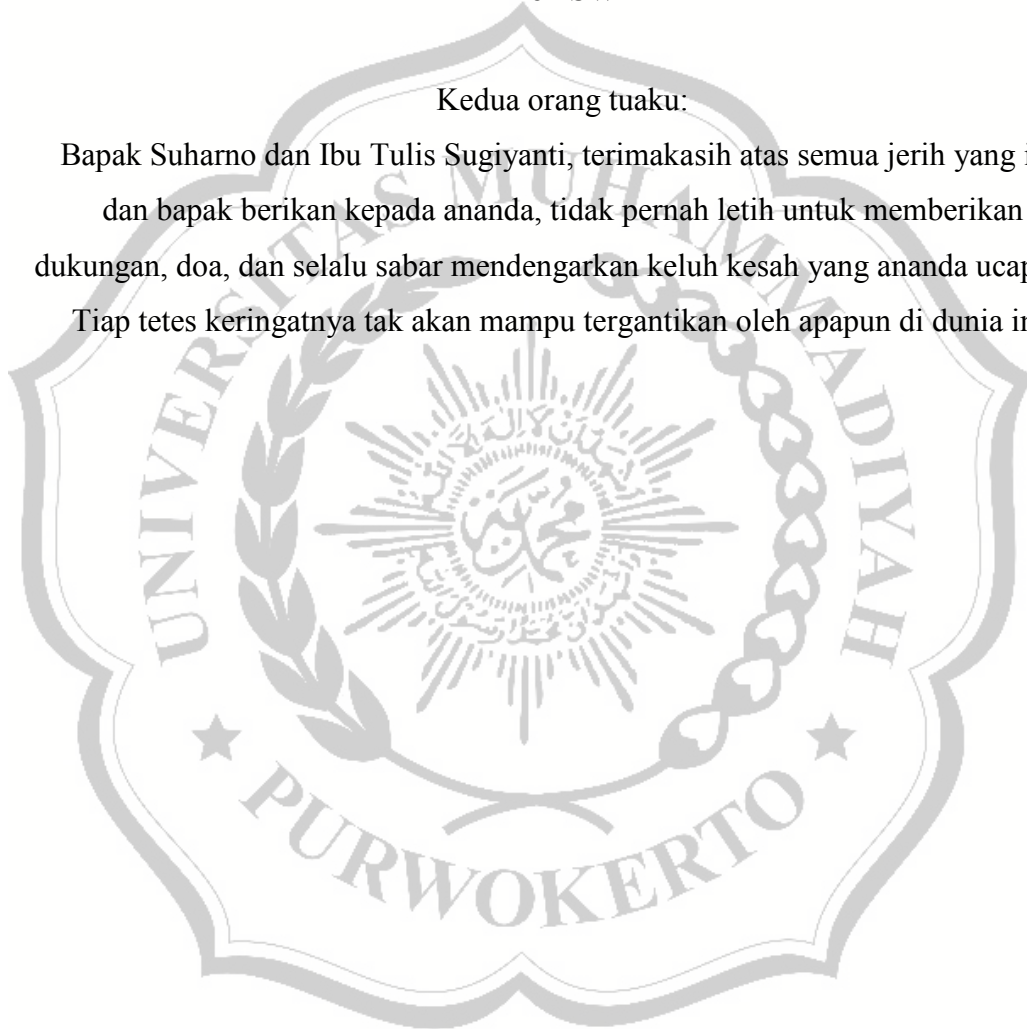 Kedua orang tuaku:
Bapak Suharno dan Ibu Tulis Sugiyanti, terimakasih atas semua jerih yang
dan bapak berikan kepada ananda, tidak pernah letih untuk memberikan
dukungan, doa, dan selalu sabar mendengarkan keluh kesah yang ananda
Tiap tetes keringatnya tak akan mampu tergantikan oleh apapun di dunia
UNIVERSITAS MUHAMMADIYAH
PURWOKERTO